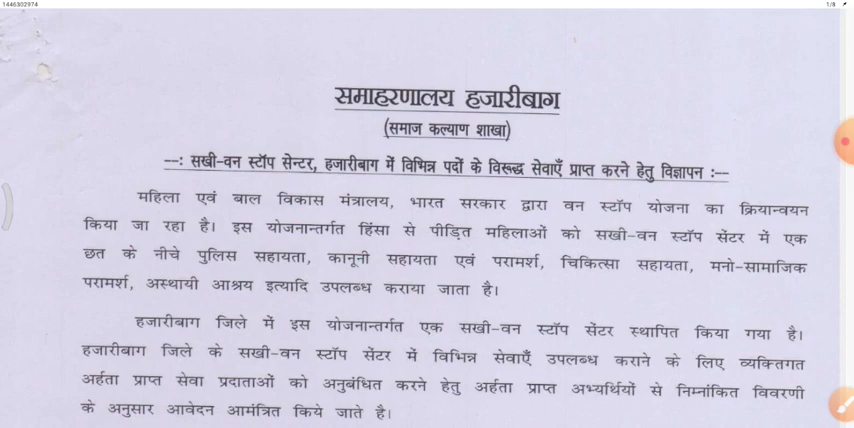 1446302974
1/8
समाहरणालय हजारीबाग
(समाज कल्याण शाखा)
--: सखी-वन स्टॉप सेन्टर, हजारीबाग में विभिन्न पदों के विरूद्ध सेवाएँ प्राप्त करने हेतु विज्ञापन :--
महिला एवं बाल विकास मंत्रालय, भारत सरकार द्वारा वन स्टॉप योजना का क्रियान्वयन
किया जा रहा है। इस योजनान्तर्गत हिंसा से पीड़ित महिलाओं को सखी-वन स्टॉप सेंटर में एक
छत के नीचे पुलिस सहायता, कानूनी सहायता एवं परामर्श, चिकित्सा सहायता, मनो-सामाजिक
परामर्श, अस्थायी आश्रय इत्यादि उपलब्ध कराया जाता है।
हजारीबाग जिले में इस योजनान्तर्गत एक सखी-वन स्टॉप सेंटर स्थापित किया गया है।
हजारीबाग जिले के सखी-वन स्टॉप सेंटर में विभिन्न सेवाएँ उपलब्ध कराने के लिए व्यक्तिगत
अर्हता प्राप्त सेवा प्रदाताओं को अनुबंधित करने हेतु अर्हता प्राप्त अभ्यर्थियों से निम्नांकित विवरणी
के अनुसार आवेदन आमंत्रित किये जाते है।